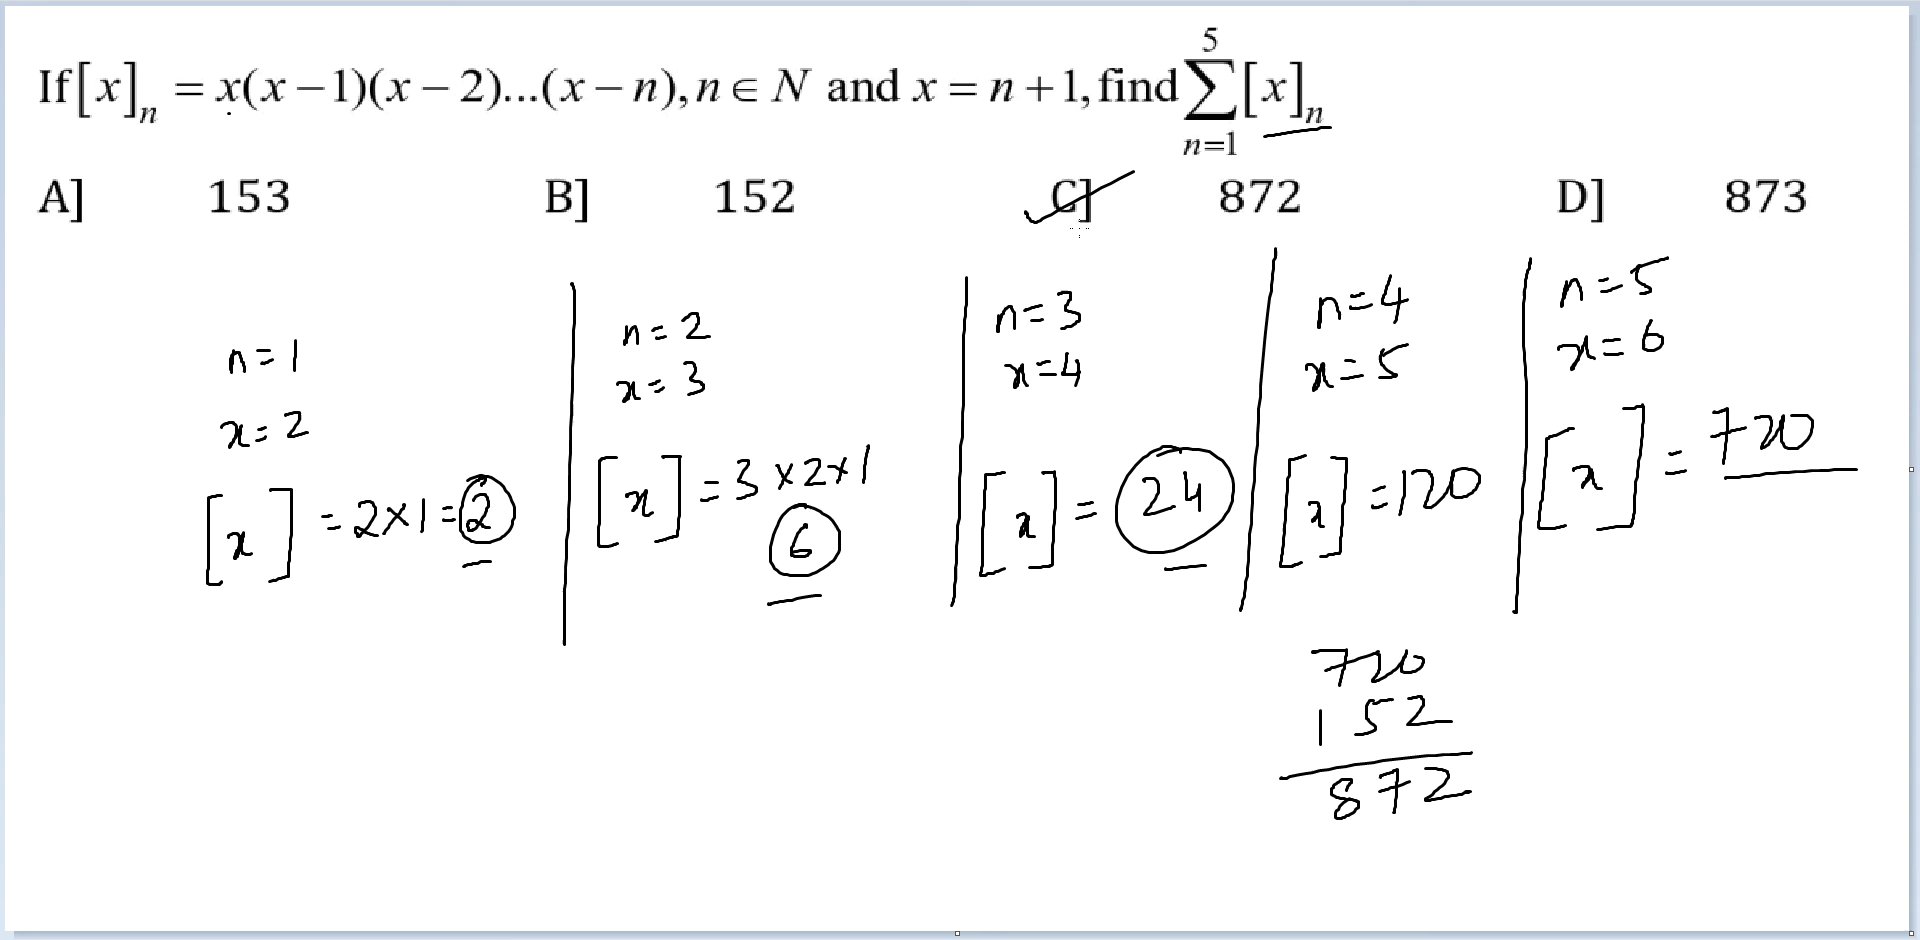 If [x]ₙ = x(x−1)(x−2)...(x−n), n ∈ N and x = n+1, find ∑ₙ₌₁⁵ [x]ₙ
A] 153 B] 152 C] 872 D] 873
n=1
x=2
[x] = 2×1 = 2
n=2
x=3
[x] = 3×2×1
6
n=3
x=4
[x] = 24
n=4
x=5
[x] = 120
n=5
x=6
[x] = 720
720
152
872